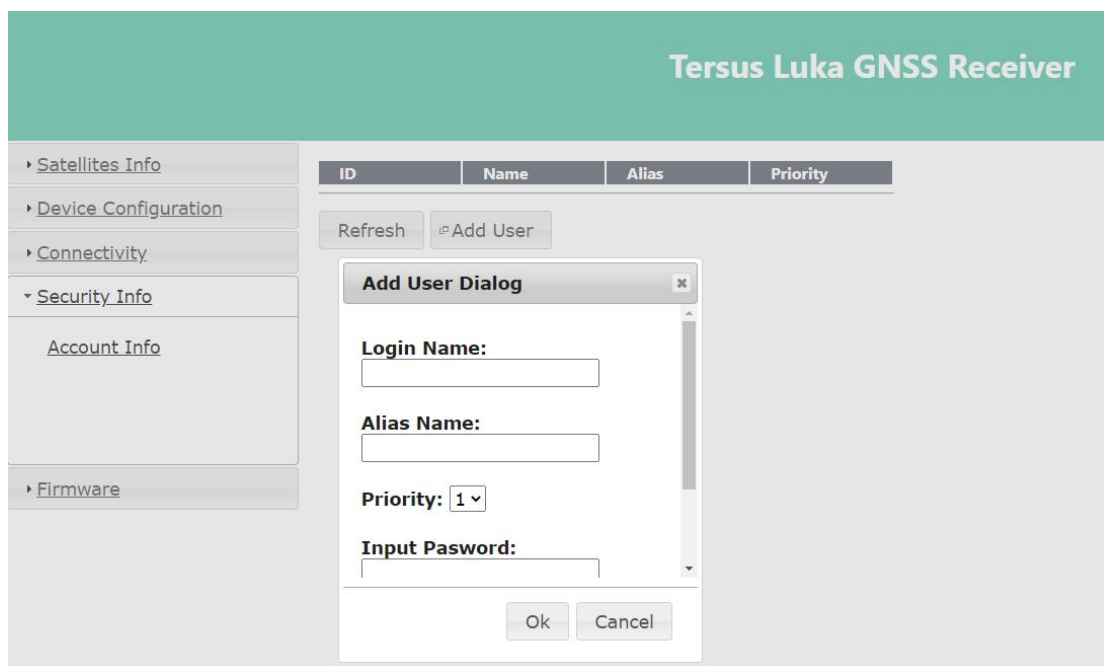 Tersus Luka GNSS Receiver
Satellites Info
Device Configuration
Connectivity
Security Info
Account Info
Firmware
ID Name Alias Priority
Refresh Add User
Add User Dialog
Login Name:
Alias Name:
Priority: 1
Input Pasword:
Ok Cancel